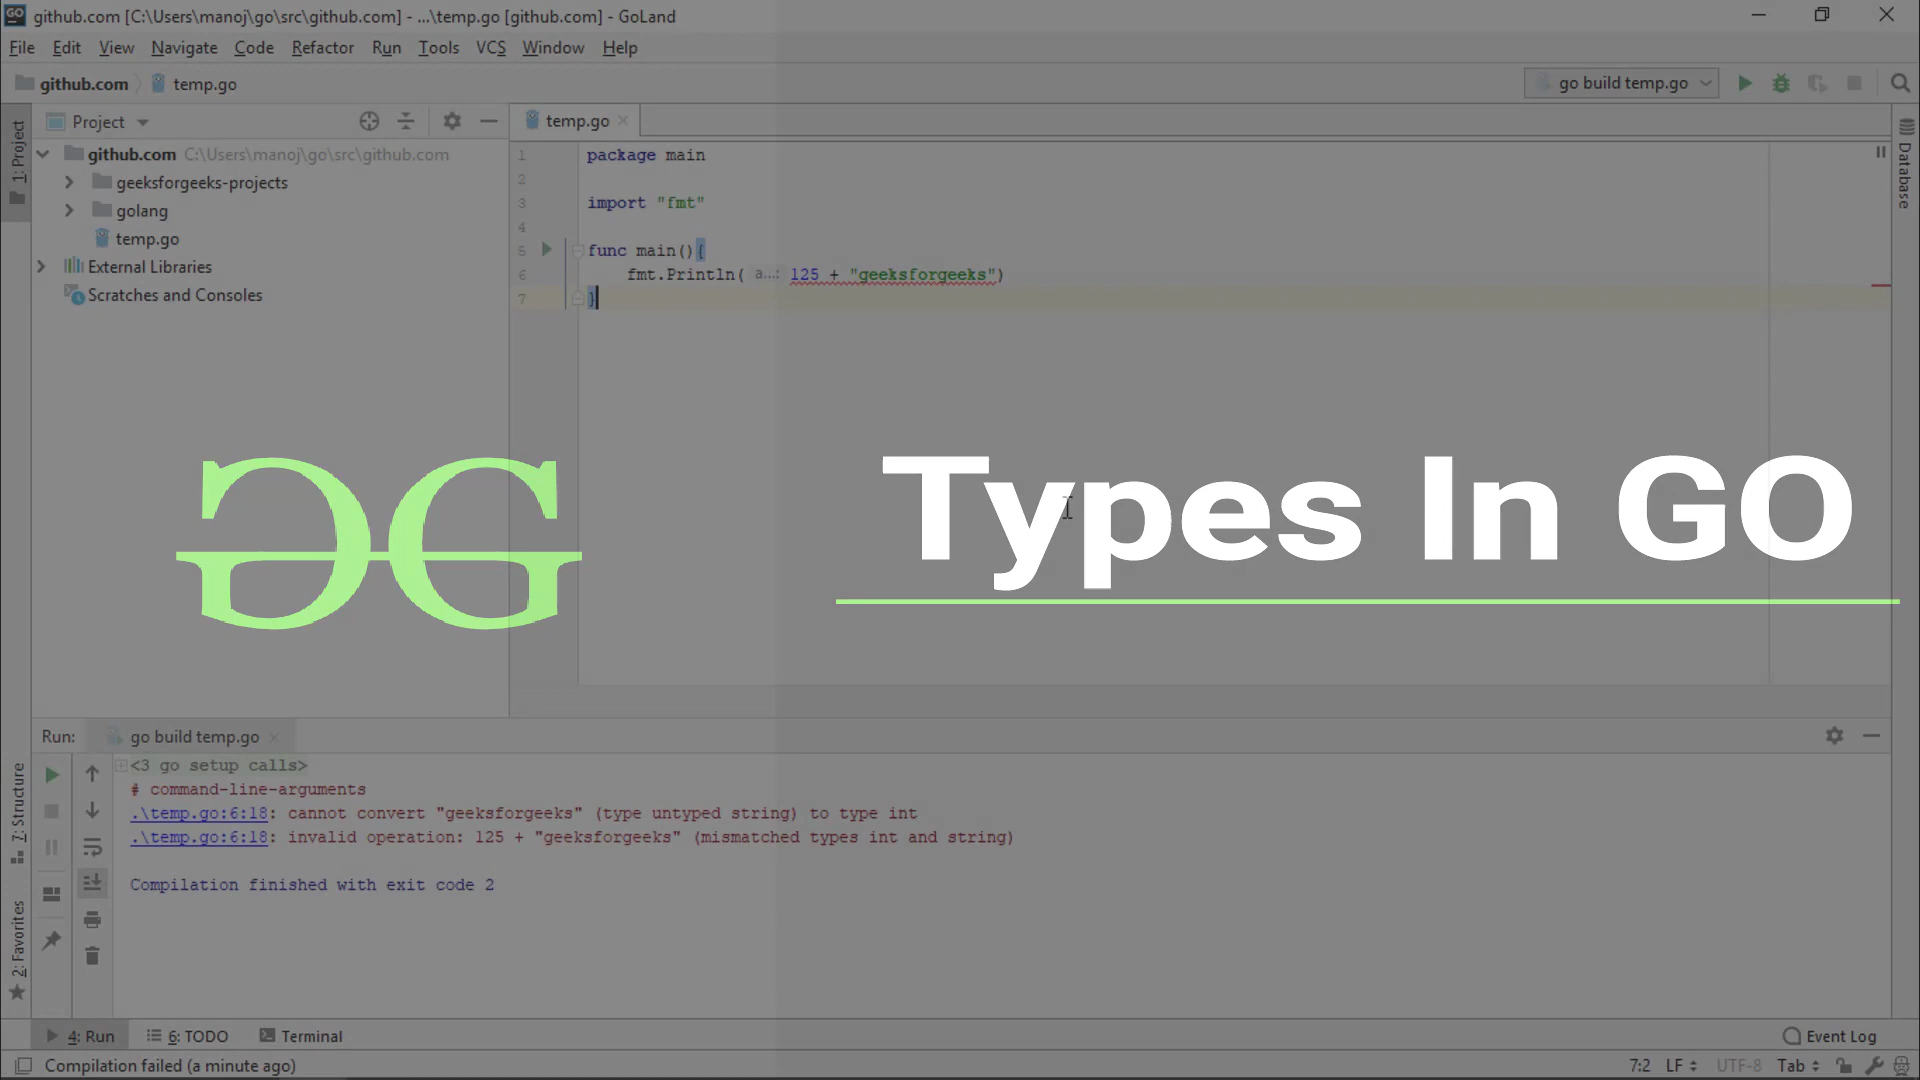 github.com [C:\Users\manoj\go\src\github.com] - ...\temp.go [github.com] - GoLand
File Edit View Navigate Code Refactor Run Tools VCS Window Help
github.com temp.go
go build temp.go
1: Project
Project
temp.go
Database
github.com C:\Users\manoj\go\src\github.com
geeksforgeeks-projects
golang
temp.go
External Libraries
Scratches and Consoles
1 package main
2
3 import "fmt"
4
5 func main(){
6 fmt.Println( a...: 125 + "geeksforgeeks")
7 }
GG
Types In GO
Run: go build temp.go
<3 go setup calls>
# command-line-arguments
.\temp.go:6:18: cannot convert "geeksforgeeks" (type untyped string) to type int
.\temp.go:6:18: invalid operation: 125 + "geeksforgeeks" (mismatched types int and string)
Compilation finished with exit code 2
7: Structure
2: Favorites
4: Run 6: TODO Terminal
Event Log
Compilation failed (a minute ago)
7:2 LF UTF-8 Tab